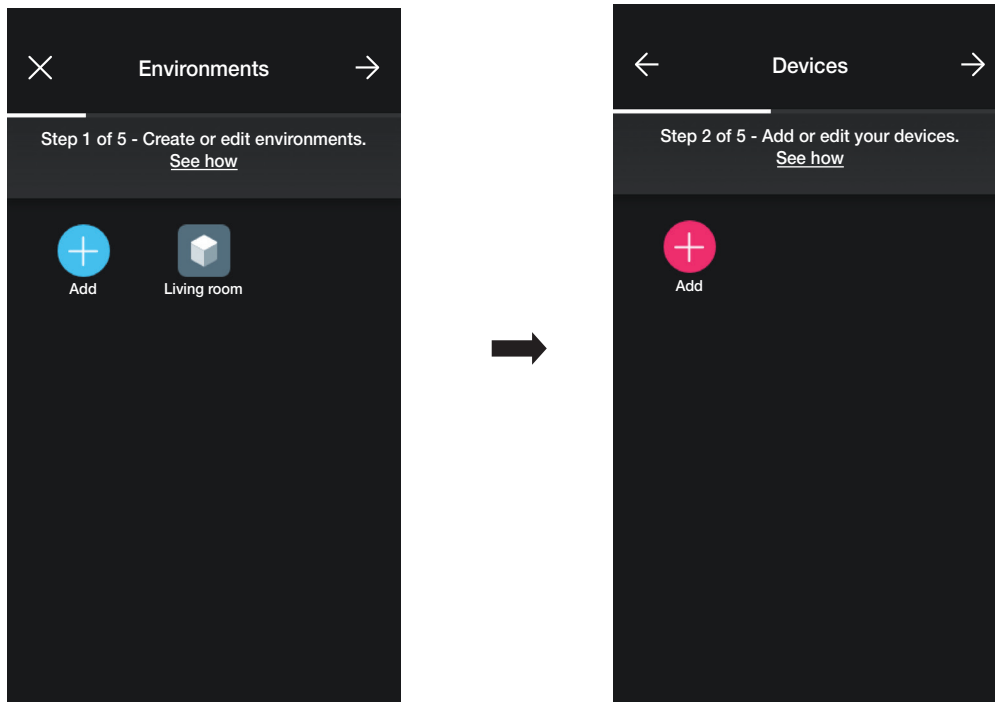 Environments
Step 1 of 5 - Create or edit environments.
See how
Add
Living room
Devices
Step 2 of 5 - Add or edit your devices.
See how
Add